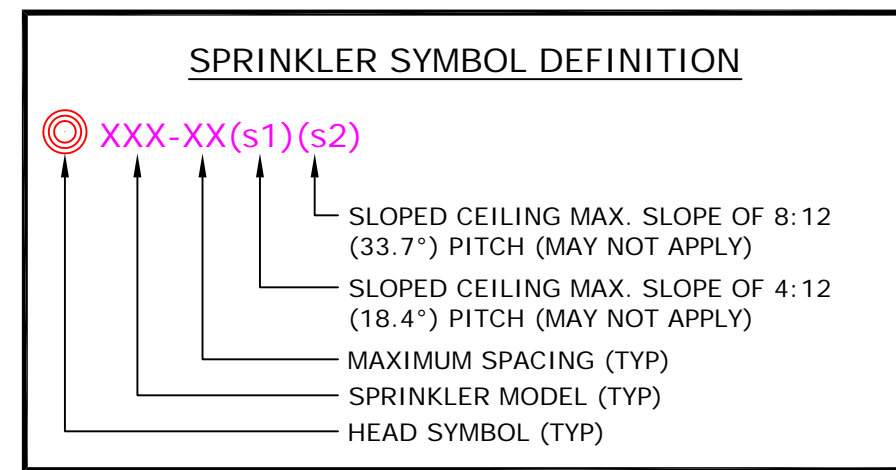 SPRINKLER SYMBOL DEFINITION
XXX-XX(s1)(s2)
SLOPED CEILING MAX. SLOPE OF 8:12
(33.7°) PITCH (MAY NOT APPLY)
SLOPED CEILING MAX. SLOPE OF 4:12
(18.4°) PITCH (MAY NOT APPLY)
MAXIMUM SPACING (TYP)
SPRINKLER MODEL (TYP)
HEAD SYMBOL (TYP)